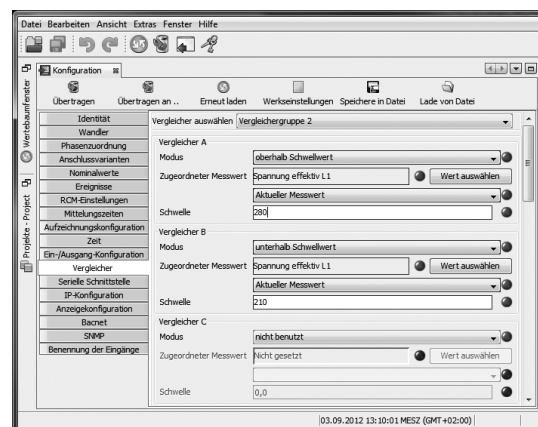 Datei Bearbeiten Ansicht Extras Fenster Hilfe
Konfiguration
Übertragen Übertragen an .. Erneut laden Werkseinstellungen Speichere in Datei Lade von Datei
Wertebaumfenster
Projekte - Project
Identität
Wandler
Phasenzuordnung
Anschlussvarianten
Nominalwerte
Ereignisse
RCM-Einstellungen
Mittelungszeiten
Aufzeichnungskonfiguration
Zeit
Ein-/Ausgang-Konfiguration
Vergleicher
Serielle Schnittstelle
IP-Konfiguration
Anzeigekonfiguration
Bacnet
SNMP
Benennung der Eingänge
Vergleicher auswählen Vergleichergruppe 2
Vergleicher A
Modus oberhalb Schwellwert
Zugeordneter Messwert Spannung effektiv L1 Wert auswählen
Aktueller Messwert
Schwelle 280
Vergleicher B
Modus unterhalb Schwellwert
Zugeordneter Messwert Spannung effektiv L1 Wert auswählen
Aktueller Messwert
Schwelle 210
Vergleicher C
Modus nicht benutzt
Zugeordneter Messwert Nicht gesetzt Wert auswählen
Schwelle 0,0
03.09.2012 13:10:01 MESZ (GMT+02:00)